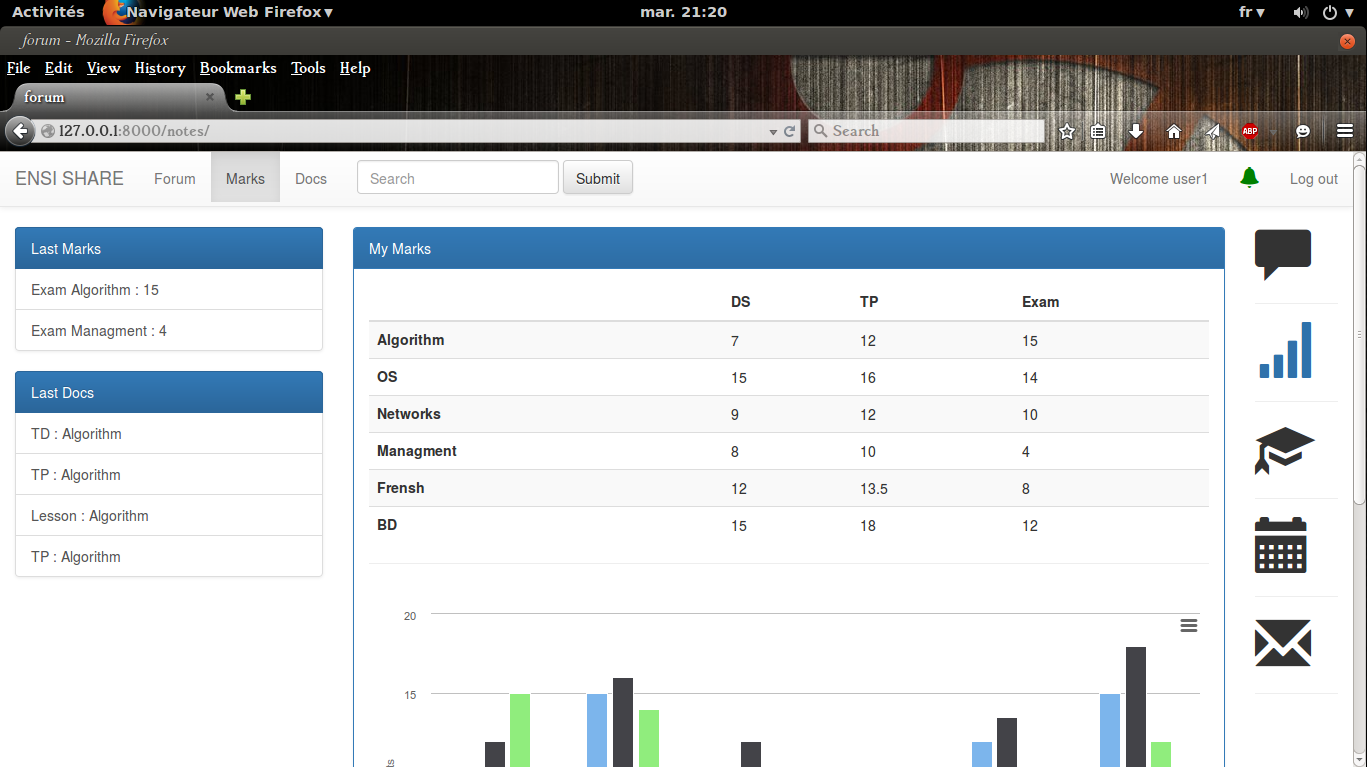 Activités Navigateur Web Firefox mar. 21:20 fr
forum - Mozilla Firefox
File Edit View History Bookmarks Tools Help
forum
127.0.0.1:8000/notes/ Search ABP
ENSI SHARE Forum Marks Docs Search Submit Welcome user1 Log out
Last Marks
Exam Algorithm : 15
Exam Managment : 4
Last Docs
TD : Algorithm
TP : Algorithm
Lesson : Algorithm
TP : Algorithm
My Marks
DS TP Exam
Algorithm 7 12 15
OS 15 16 14
Networks 9 12 10
Managment 8 10 4
Frensh 12 13.5 8
BD 15 18 12
20
15